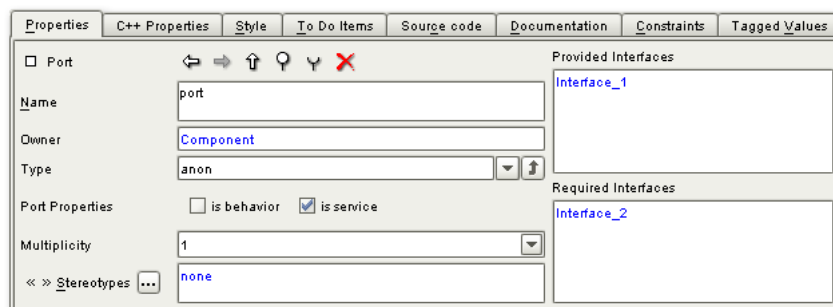 Properties C++ Properties Style To Do Items Source code Documentation Constraints Tagged Values
Port
Name port
Owner Component
Type anon
Port Properties is behavior is service
Multiplicity 1
« » Stereotypes ... none
Provided Interfaces
Interface_1
Required Interfaces
Interface_2